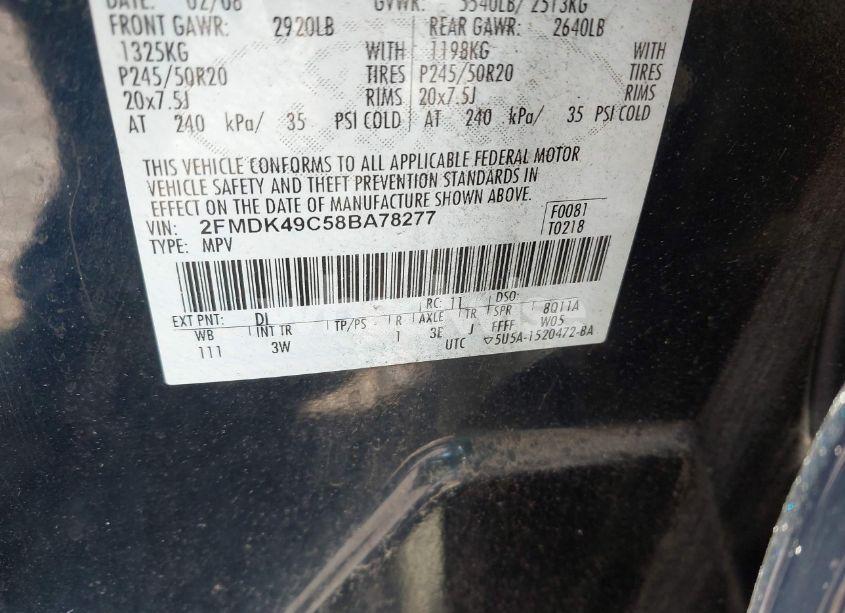 DATE: 02/08 GVWR: 5540LB/ 2513KG
FRONT GAWR: 2920LB REAR GAWR: 2640LB
1325KG WITH 1198KG WITH
P245/50R20 TIRES P245/50R20 TIRES
20x7.5J RIMS 20x7.5J RIMS
AT 240 kPa/ 35 PSI COLD AT 240 kPa/ 35 PSI COLD
THIS VEHICLE CONFORMS TO ALL APPLICABLE FEDERAL MOTOR
VEHICLE SAFETY AND THEFT PREVENTION STANDARDS IN
EFFECT ON THE DATE OF MANUFACTURE SHOWN ABOVE.
VIN: 2FMDK49C58BA78277 F0081
TYPE: MPV T0218
EXT PNT: DI RC: 11 DSO:
WB INT TR TP/PS R AXLE TR SPR 8Q11A
111 3W 1 3E J FFFF W05
UTC ▽5U5A-1520472-BA